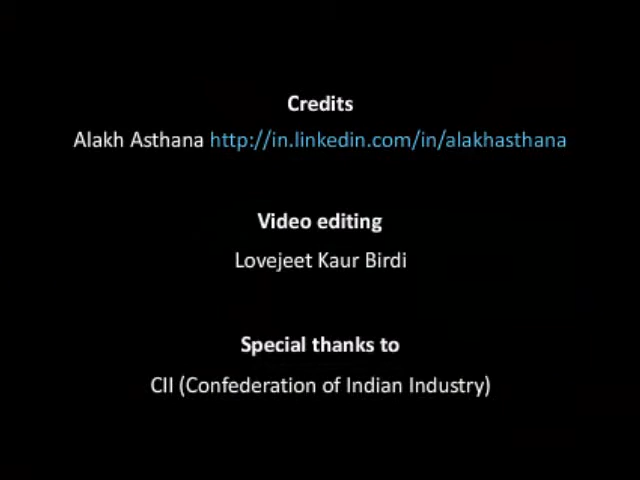 Credits
Alakh Asthana http://in.linkedin.com/in/alakhasthana
Video editing
Lovejeet Kaur Birdi
Special thanks to
CII (Confederation of Indian Industry)